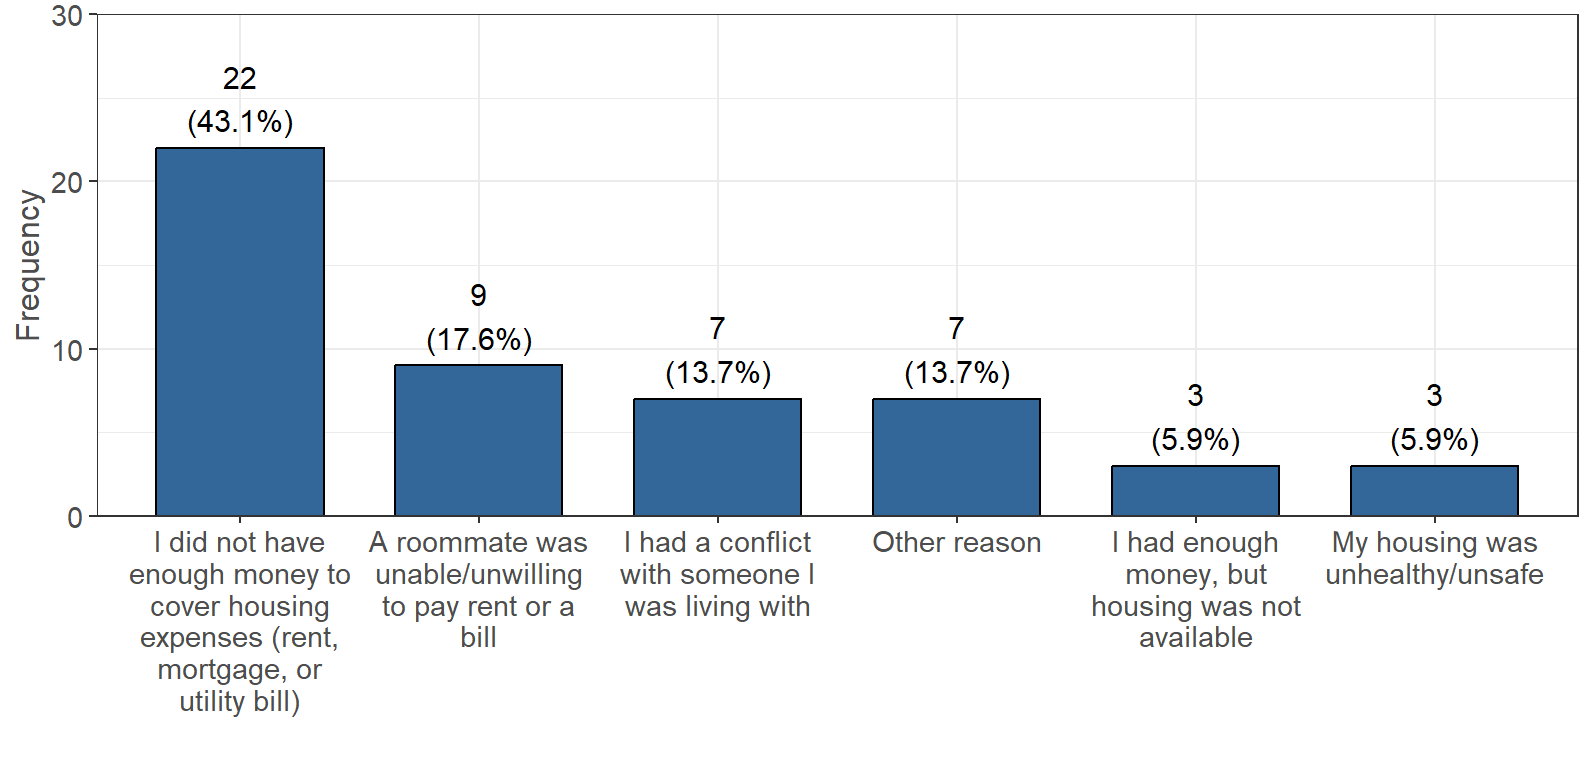 30
20
10
0
Frequency
22
(43.1%)
9
(17.6%)
7
(13.7%)
7
(13.7%)
3
(5.9%)
3
(5.9%)
I did not have
enough money to
cover housing
expenses (rent,
mortgage, or
utility bill)
A roommate was
unable/unwilling
to pay rent or a
bill
I had a conflict
with someone I
was living with
Other reason
I had enough
money, but
housing was not
available
My housing was
unhealthy/unsafe